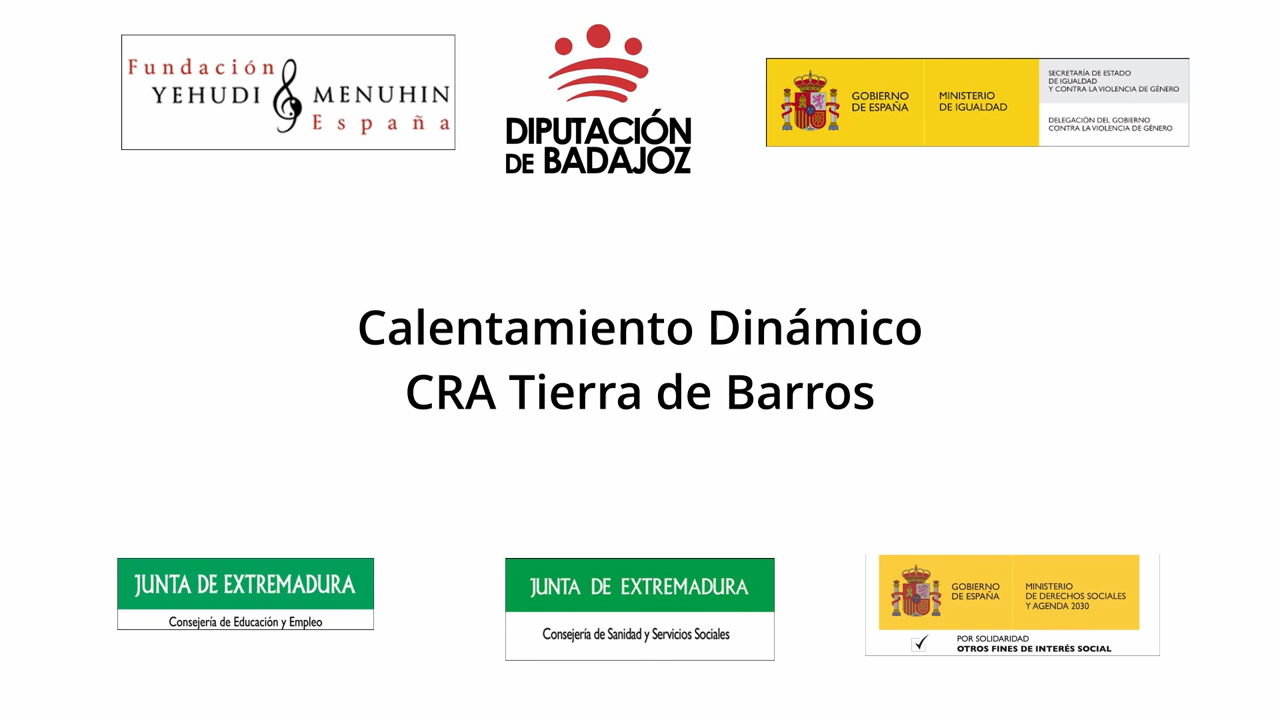 Fundación
YEHUDI MENUHIN
España
DIPUTACIÓN
DE BADAJOZ
GOBIERNO
DE ESPAÑA
MINISTERIO
DE IGUALDAD
SECRETARÍA DE ESTADO
DE IGUALDAD
Y CONTRA LA VIOLENCIA DE GÉNERO
DELEGACIÓN DEL GOBIERNO
CONTRA LA VIOLENCIA DE GÉNERO
Calentamiento Dinámico
CRA Tierra de Barros
JUNTA DE EXTREMADURA
Consejería de Educación y Empleo
JUNTA DE EXTREMADURA
Consejería de Sanidad y Servicios Sociales
GOBIERNO
DE ESPAÑA
MINISTERIO
DE DERECHOS SOCIALES
Y AGENDA 2030
POR SOLIDARIDAD
OTROS FINES DE INTERÉS SOCIAL